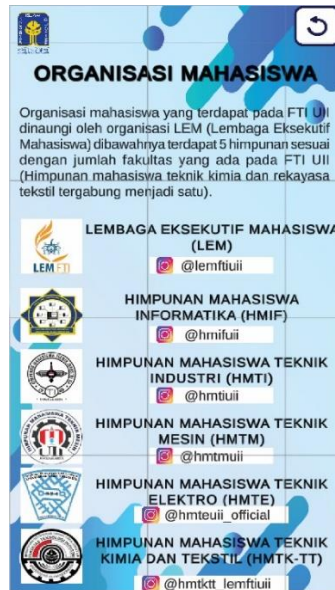 ORGANISASI MAHASISWA
Organisasi mahasiswa yang terdapat pada FTI UII
dinaungi oleh organisasi LEM (Lembaga Eksekutif
Mahasiswa) dibawahnya terdapat 5 himpunan sesuai
dengan jumlah fakultas yang ada pada FTI UII
(Himpunan mahasiswa teknik kimia dan rekayasa
tekstil tergabung menjadi satu).
LEMBAGA EKSEKUTIF MAHASISWA
(LEM)
LEM FTI
@lemftiuii
HIMPUNAN MAHASISWA
INFORMATIKA (HMIF)
@hmifuii
HIMPUNAN MAHASISWA TEKNIK
INDUSTRI (HMTI)
@hmtiuii
HIMPUNAN MAHASISWA TEKNIK
MESIN (HMTM)
@hmtmuii
HIMPUNAN MAHASISWA TEKNIK
ELEKTRO (HMTE)
@hmteuii_official
HIMPUNAN MAHASISWA TEKNIK
KIMIA DAN TEKSTIL (HMTK-TT)
@hmtktt_lemftiuii